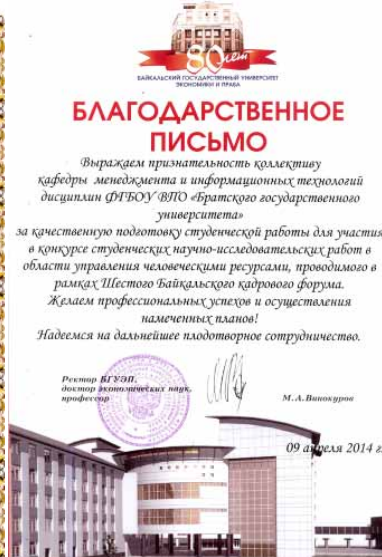 80 лет
БАЙКАЛЬСКИЙ ГОСУДАРСТВЕННЫЙ УНИВЕРСИТЕТ
ЭКОНОМИКИ И ПРАВА
БЛАГОДАРСТВЕННОЕ
ПИСЬМО
Выражаем признательность коллективу
кафедры менеджмента и информационных технологий
дисциплин ФГБОУ ВПО «Братского государственного
университета»
за качественную подготовку студенческой работы для участия
в конкурсе студенческих научно-исследовательских работ в
области управления человеческими ресурсами, проводимого в
рамках Шестого Байкальского кадрового форума.
Желаем профессиональных успехов и осуществления
намеченных планов!
Надеемся на дальнейшее плодотворное сотрудничество.
Ректор БГУЭП,
доктор экономических наук,
профессор
М.А.Винокуров
09 апреля 2014 г.